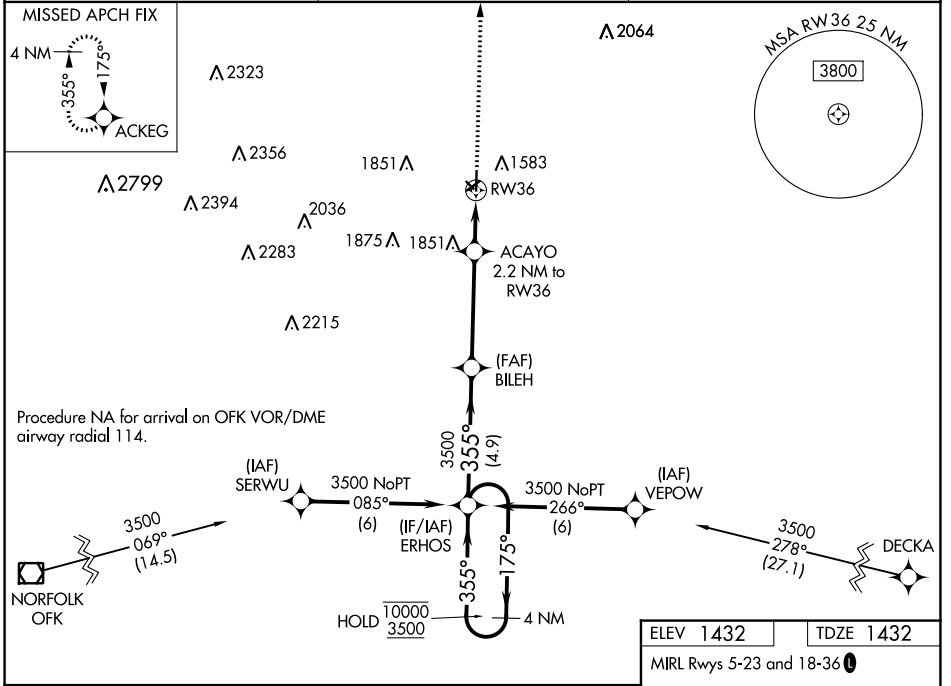 MISSED APCH FIX
4 NM
355°
175°
ACKEG
2323
2356
2799
2394
2036
2283
2215
1851
1875
1851
1583
2064
RW36
ACAYO
2.2 NM to
RW36
(FAF)
BILEH
MSA RW36 25 NM
3800
Procedure NA for arrival on OFK VOR/DME
airway radial 114.
3500
355°
(4.9)
(IAF)
SERWU
3500 NoPT
085°
(6)
(IF/IAF)
ERHOS
3500 NoPT
266°
(6)
(IAF)
VEPOW
3500
069°
(14.5)
NORFOLK
OFK
3500
278°
(27.1)
DECKA
355°
175°
HOLD
10000
3500
4 NM
ELEV 1432
TDZE 1432
MIRL Rwys 5-23 and 18-36 L